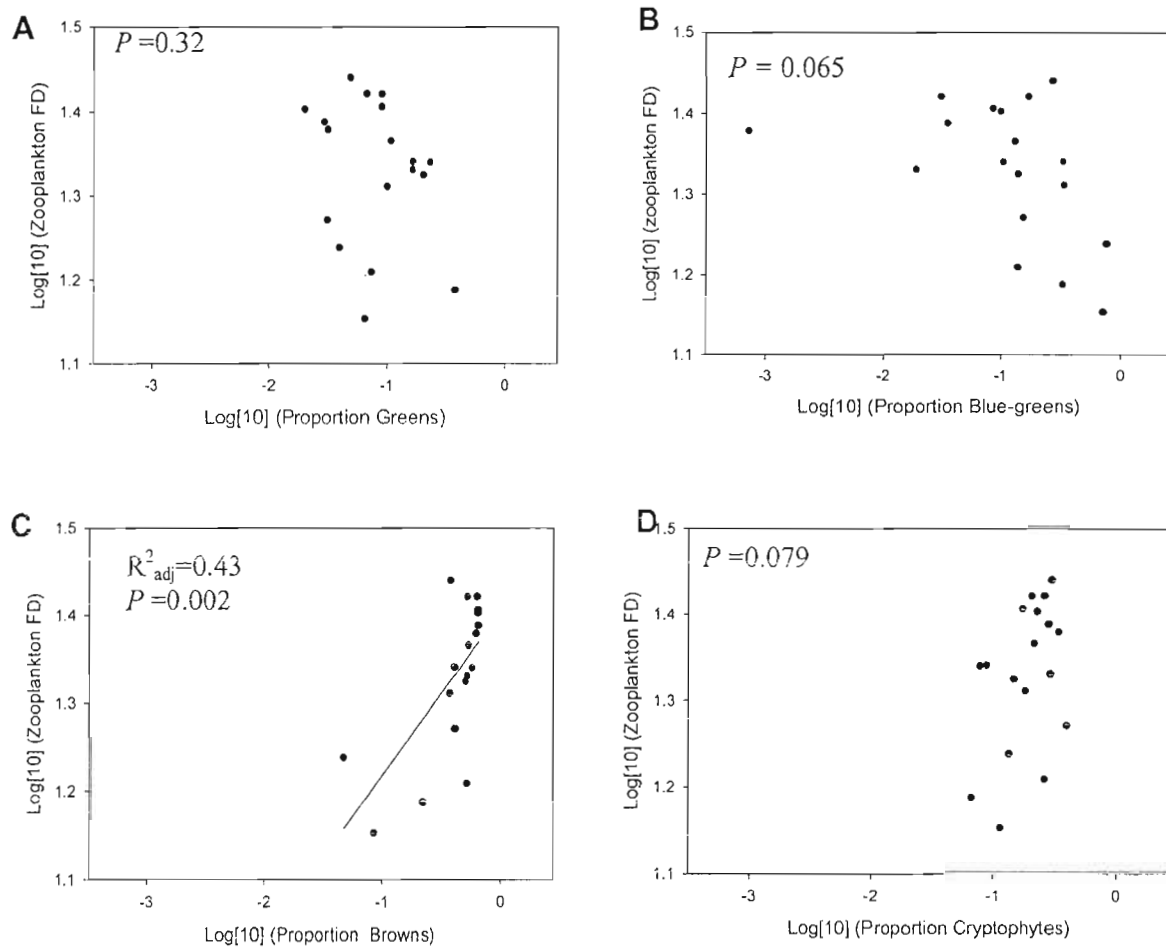 A
P =0.32
1.5
1.4
1.3
1.2
1.1
Log[10] (Zooplankton FD)
-3
-2
-1
0
Log[10] (Proportion Greens)
B
P = 0.065
1.5
1.4
1.3
1.2
1.1
Log[10] (zooplankton FD)
-3
-2
-1
0
Log[10] (Proportion Blue-greens)
C
R²adj=0.43
P =0.002
1.5
1.4
1.3
1.2
1.1
Log[10] (Zooplankton FD)
-3
-2
-1
0
Log[10] (Proportion Browns)
D
P =0.079
1.5
1.4
1.3
1.2
1.1
Log[10] (Zooplankton FD)
-3
-2
-1
0
Log[10] (Proportion Cryptophytes)